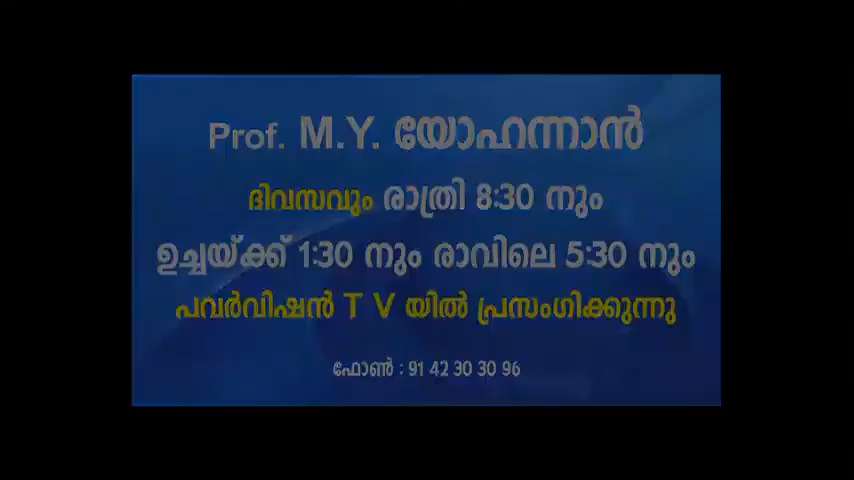 Prof. M.Y. യോഹന്നാൻ
ദിവസവും രാത്രി 8:30 നും
ഉച്ചയ്ക്ക് 1:30 നും രാവിലെ 5:30 നും
പവർവിഷൻ T V യിൽ പ്രസംഗിക്കുന്നു
ഫോൺ : 91 42 30 30 96